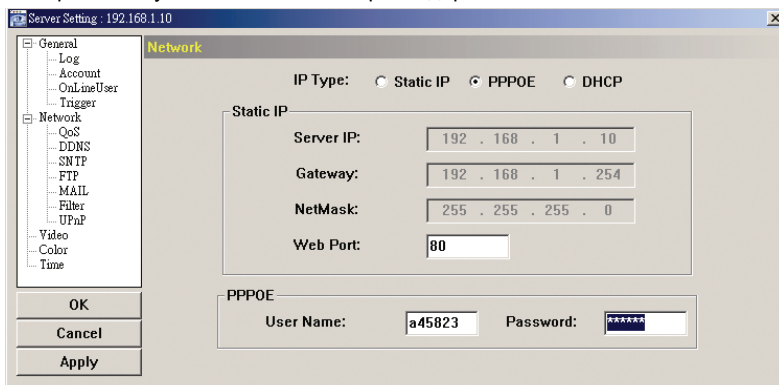 Server Setting : 192.168.1.10
General
Log
Account
OnLineUser
Trigger
Network
QoS
DDNS
SNTP
FTP
MAIL
Filter
UPnP
Video
Color
Time
OK
Cancel
Apply
Network
IP Type: Static IP PPPOE DHCP
Static IP
Server IP: 192 . 168 . 1 . 10
Gateway: 192 . 168 . 1 . 254
NetMask: 255 . 255 . 255 . 0
Web Port: 80
PPPOE
User Name: a45823 Password: ******